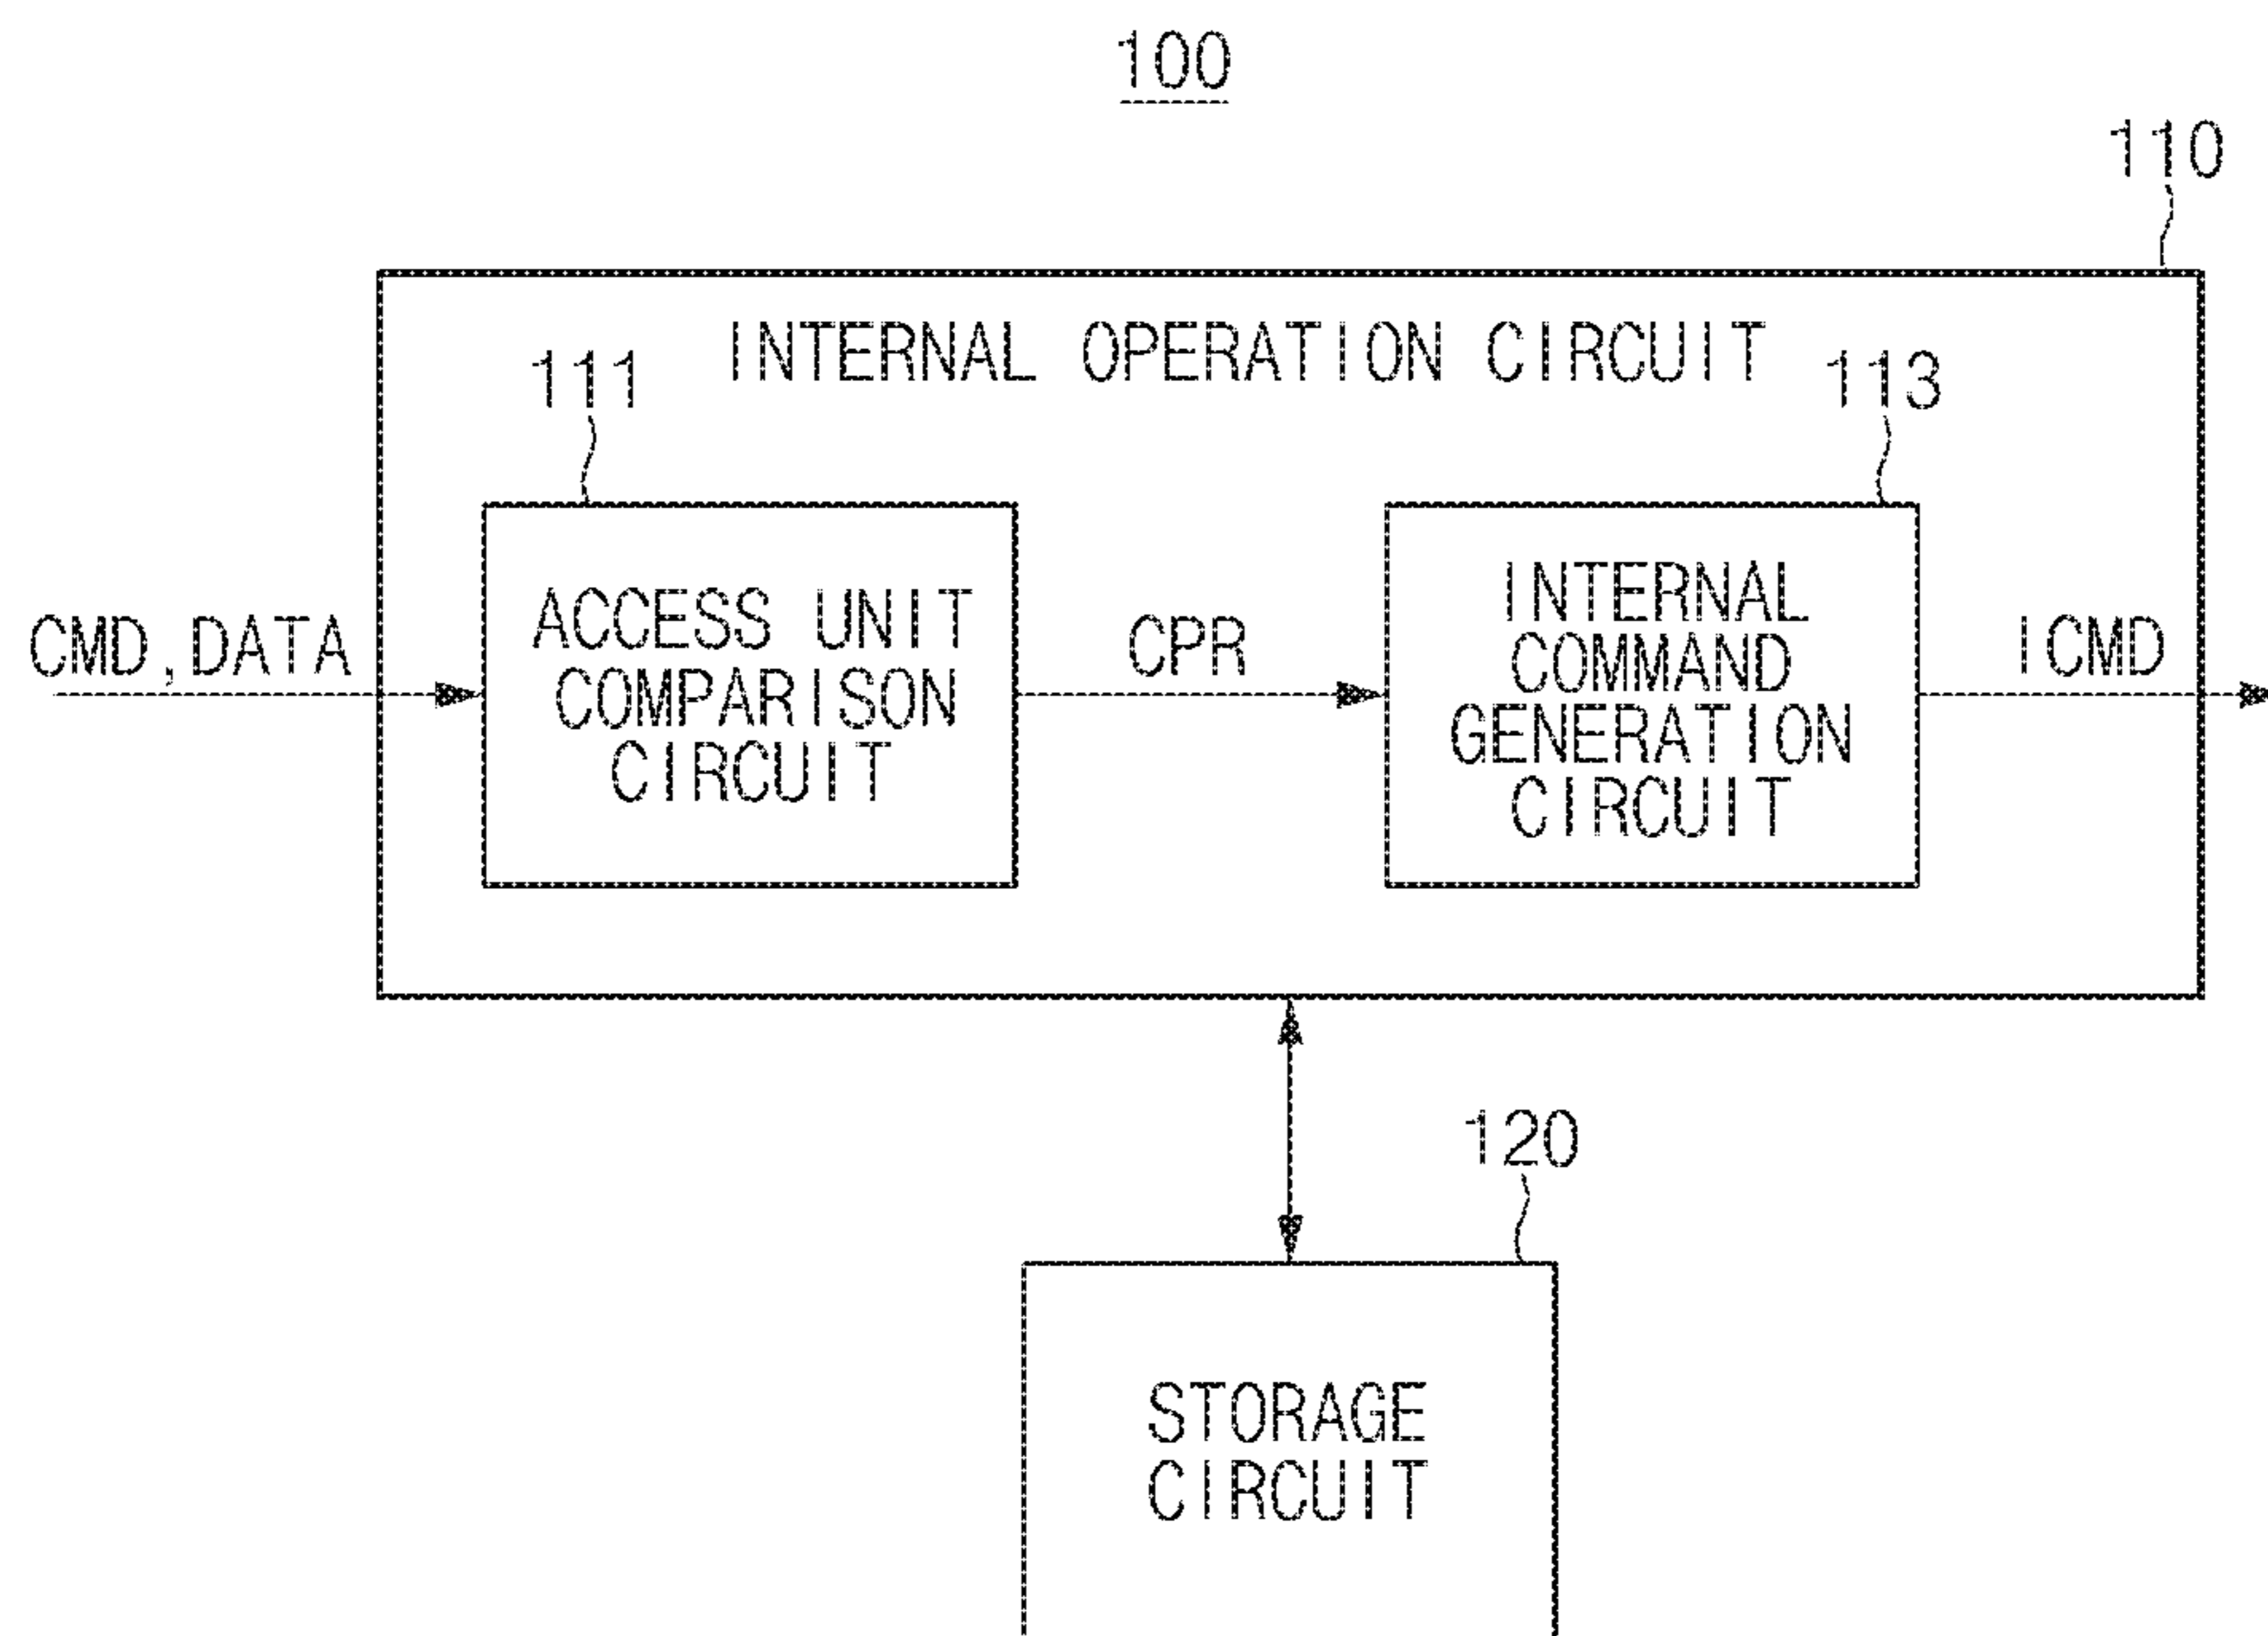 100
110
INTERNAL OPERATION CIRCUIT
111
113
ACCESS UNIT
COMPARISON
CIRCUIT
INTERNAL
COMMAND
GENERATION
CIRCUIT
CMD,DATA
CPR
ICMD
120
STORAGE
CIRCUIT